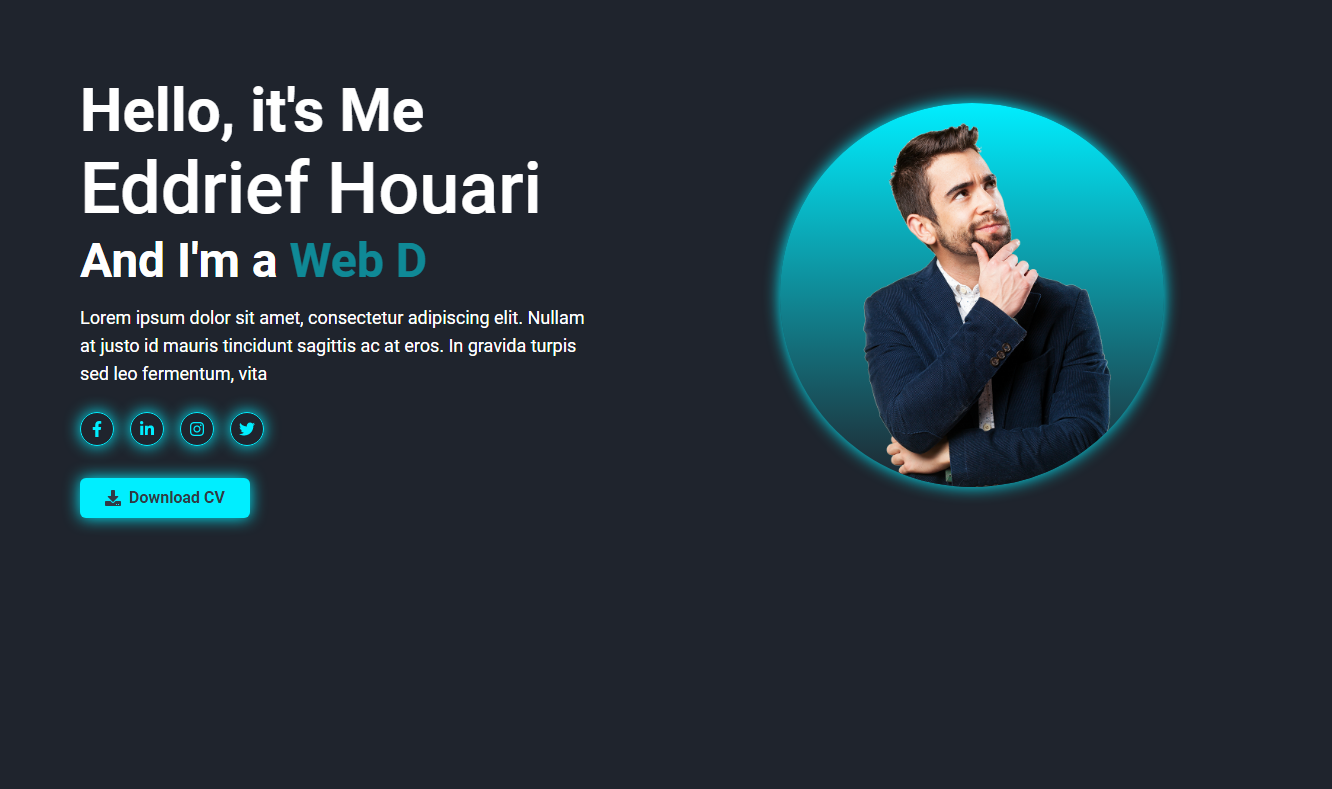 Hello, it's Me
Eddrief Houari
And I'm a Web D
Lorem ipsum dolor sit amet, consectetur adipiscing elit. Nullam
at justo id mauris tincidunt sagittis ac at eros. In gravida turpis
sed leo fermentum, vita
Download CV